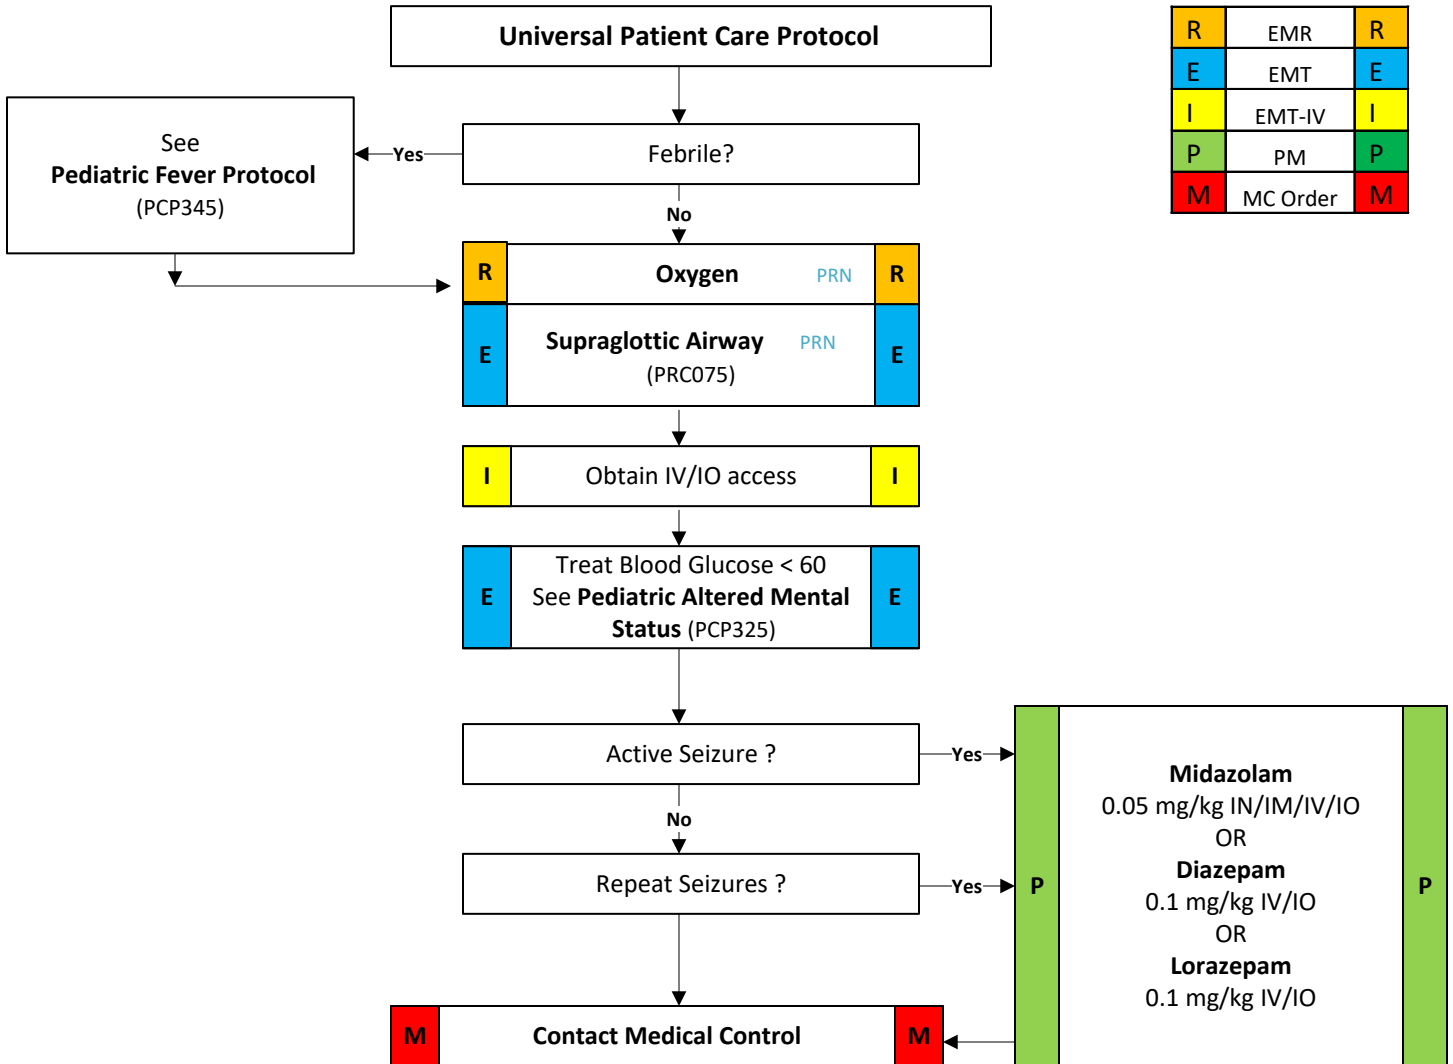 Universal Patient Care Protocol
R EMR R
E EMT E
I EMT-IV I
P PM P
M MC Order M
See
Pediatric Fever Protocol
(PCP345)
Yes
Febrile?
No
R Oxygen PRN R
E Supraglottic Airway PRN E
(PRC075)
I Obtain IV/IO access I
Treat Blood Glucose < 60
E See Pediatric Altered Mental E
Status (PCP325)
Active Seizure ?
Yes
No
Repeat Seizures ?
Yes
P P
Midazolam
0.05 mg/kg IN/IM/IV/IO
OR
Diazepam
0.1 mg/kg IV/IO
OR
Lorazepam
0.1 mg/kg IV/IO
M Contact Medical Control M